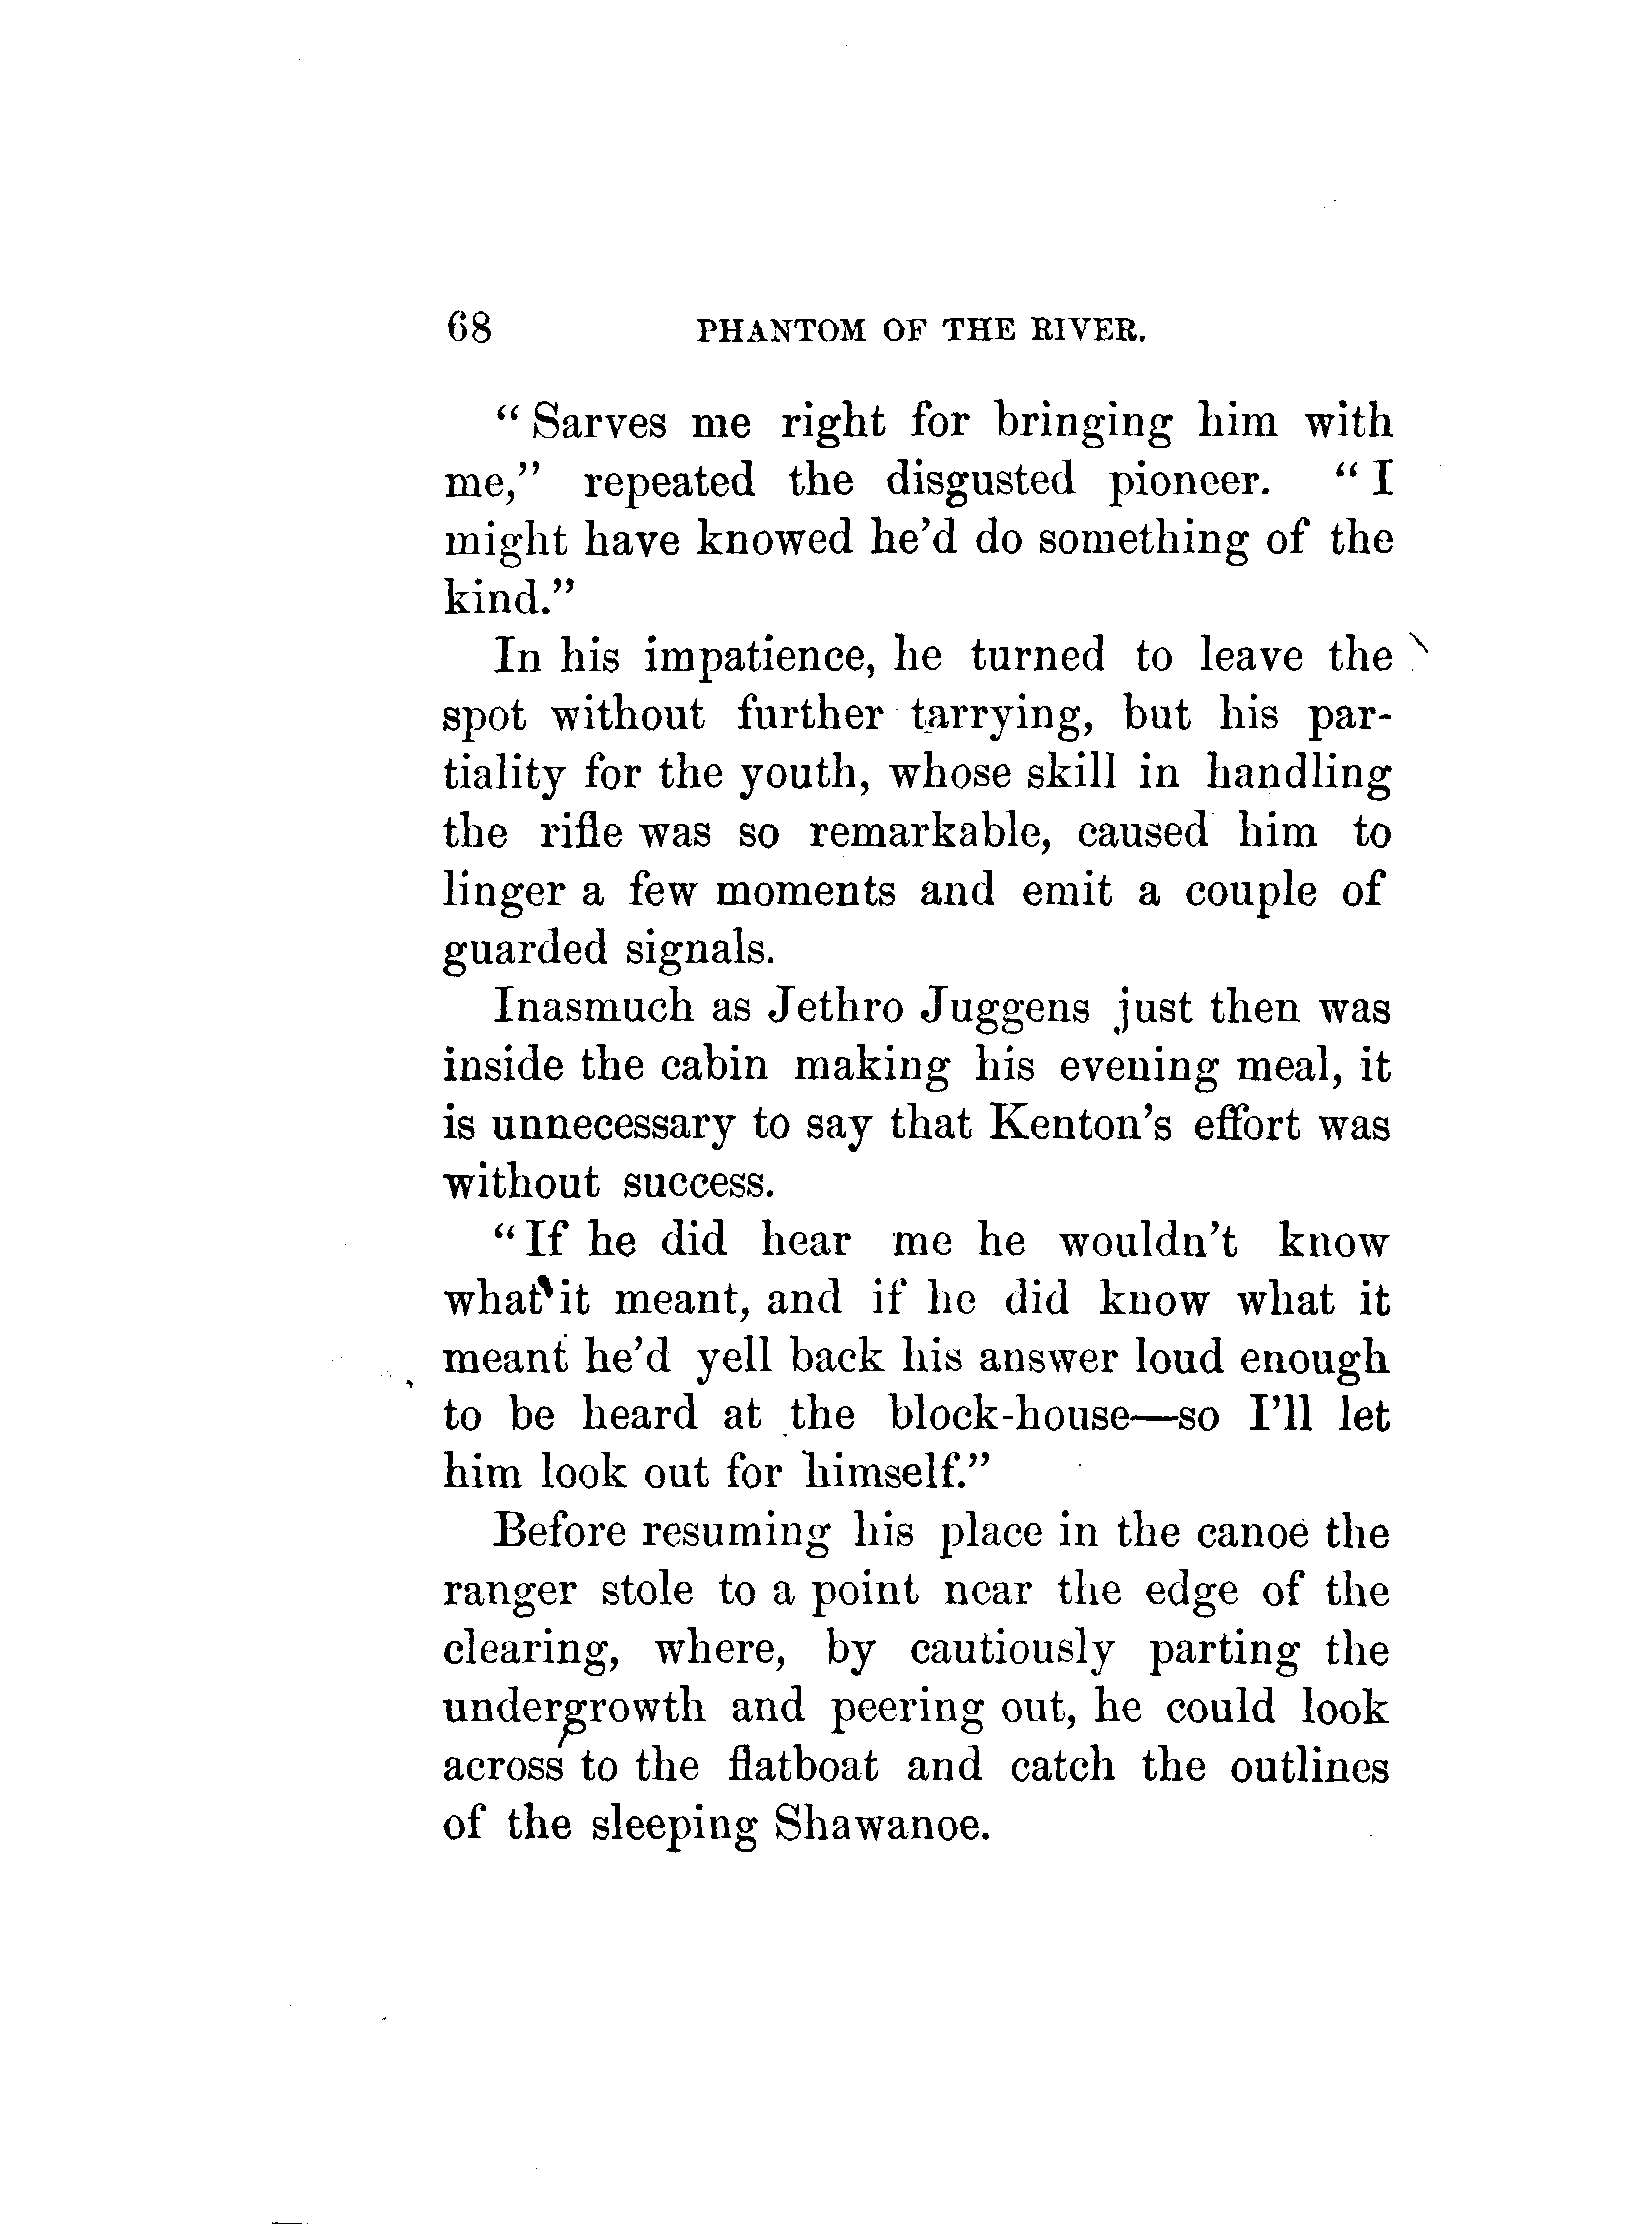 68 PHANTOM OF THE RIVER.
“Sarves me right for bringing him with
me,” repeated the disgusted pioneer. “I
might have knowed he’d do something of the
kind.”
In his impatience, he turned to leave the
spot without further tarrying, but his par-
tiality for the youth, whose skill in handling
the rifle was so remarkable, caused him to
linger a few moments and emit a couple of
guarded signals.
Inasmuch as Jethro Juggens just then was
inside the cabin making his evening meal, it
is unnecessary to say that Kenton’s effort was
without success.
“If he did hear me he wouldn’t know
what it meant, and if he did know what it
meant he’d yell back his answer loud enough
to be heard at the block-house—so I’ll let
him look out for himself.”
Before resuming his place in the canoe the
ranger stole to a point near the edge of the
clearing, where, by cautiously parting the
undergrowth and peering out, he could look
across to the flatboat and catch the outlines
of the sleeping Shawanoe.